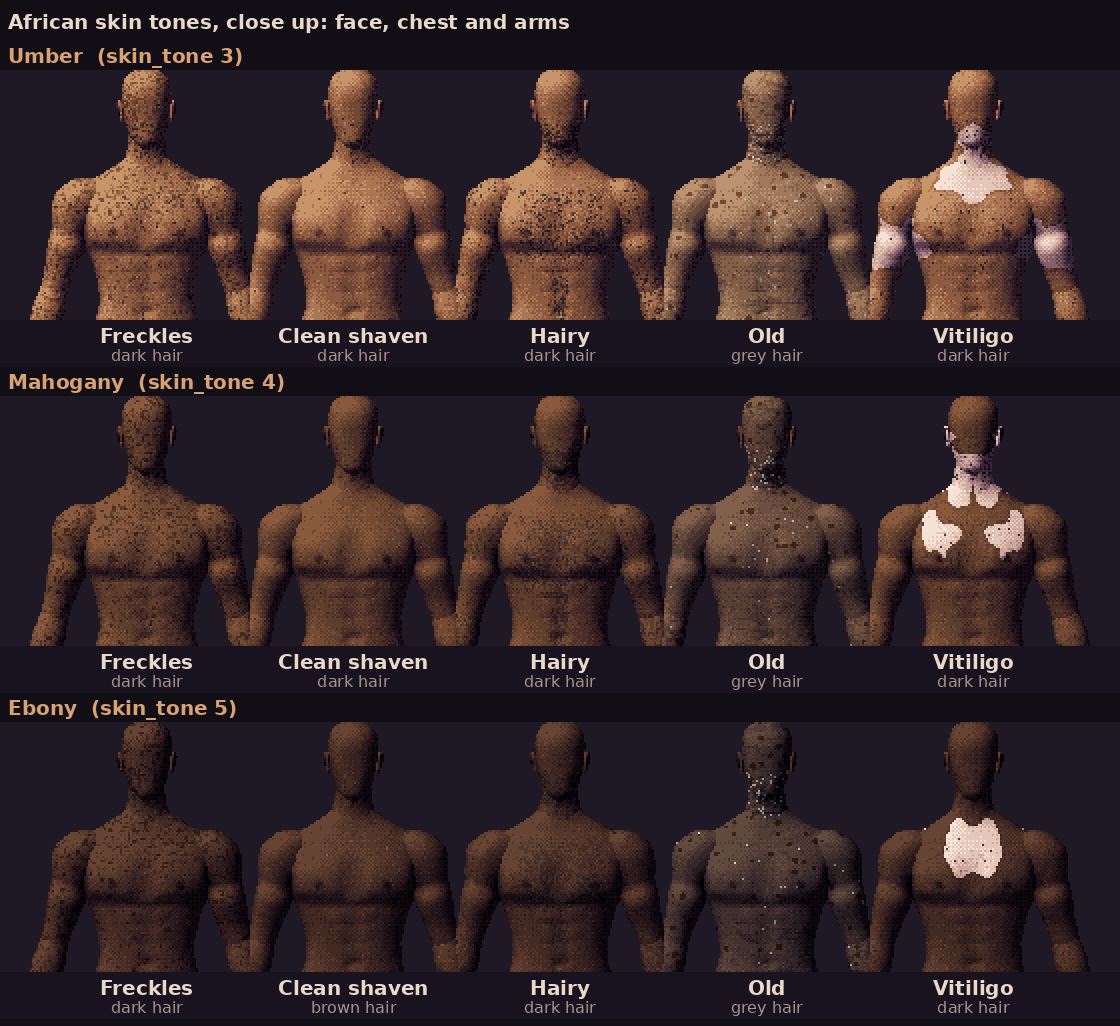 African skin tones, close up: face, chest and arms
Umber (skin_tone 3)
Freckles Clean shaven Hairy Old Vitiligo
dark hair dark hair dark hair grey hair dark hair
Mahogany (skin_tone 4)
Freckles Clean shaven Hairy Old Vitiligo
dark hair dark hair dark hair grey hair dark hair
Ebony (skin_tone 5)
Freckles Clean shaven Hairy Old Vitiligo
dark hair brown hair dark hair grey hair dark hair